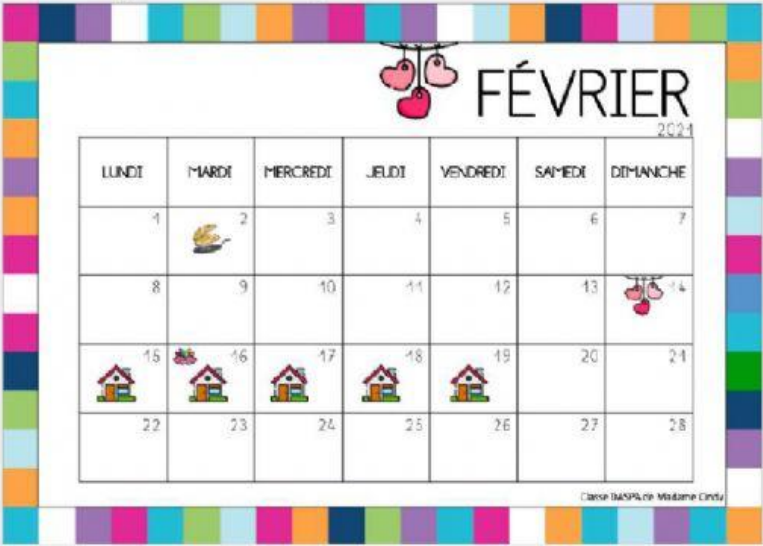 FÉVRIER
2021
LUNDI MARDI MERCREDI JEUDI VENDREDI SAMEDI DIMANCHE
1 2 3 4 5 6 7
8 9 10 11 12 13 14
15 16 17 18 19 20 21
22 23 24 25 26 27 28
Classe DASPA de Madame Cindy